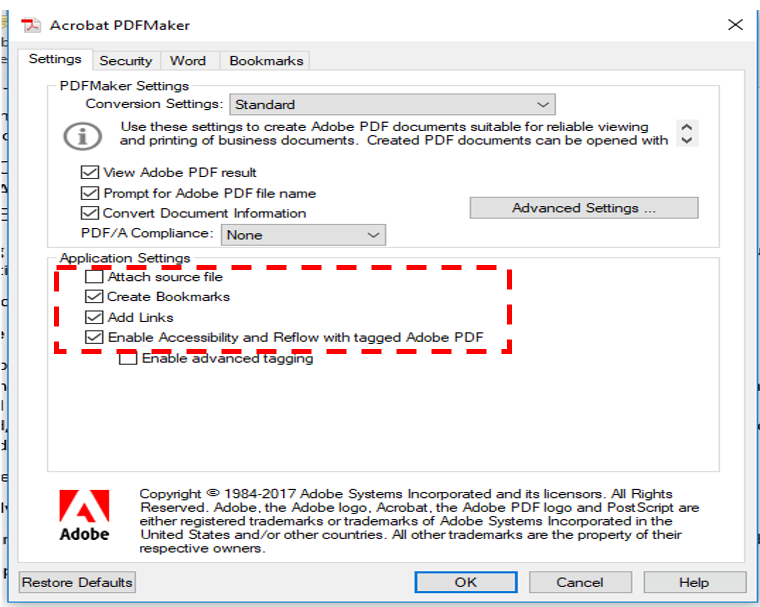 Acrobat PDFMaker
Settings Security Word Bookmarks
PDFMaker Settings
Conversion Settings: Standard
Use these settings to create Adobe PDF documents suitable for reliable viewing
and printing of business documents. Created PDF documents can be opened with
View Adobe PDF result
Prompt for Adobe PDF file name
Convert Document Information
Advanced Settings ...
PDF/A Compliance: None
Application Settings
Attach source file
Create Bookmarks
Add Links
Enable Accessibility and Reflow with tagged Adobe PDF
Enable advanced tagging
Copyright © 1984-2017 Adobe Systems Incorporated and its licensors. All Rights
Reserved. Adobe, the Adobe logo, Acrobat, the Adobe PDF logo and PostScript are
either registered trademarks or trademarks of Adobe Systems Incorporated in the
United States and/or other countries. All other trademarks are the property of their
respective owners.
Adobe
Restore Defaults OK Cancel Help